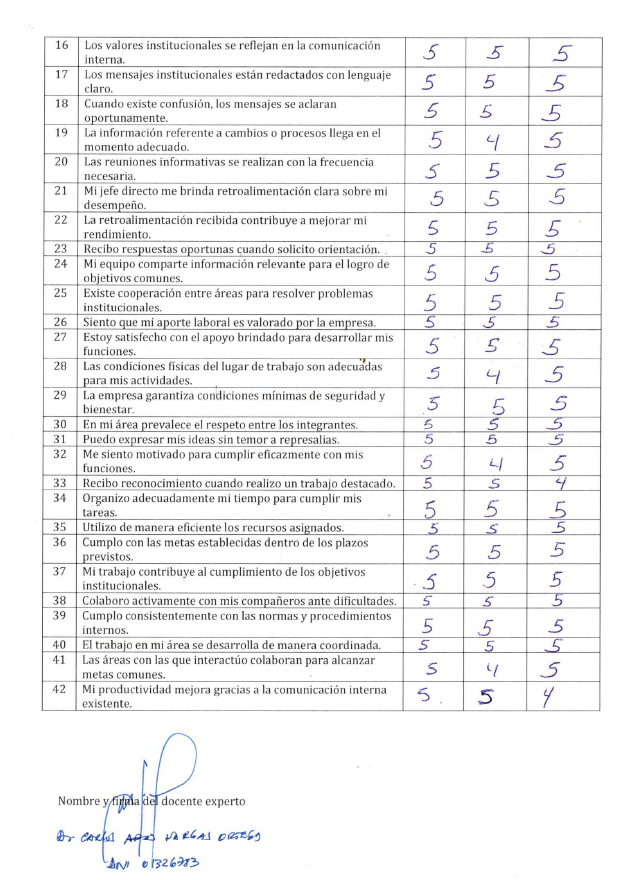 16 Los valores institucionales se reflejan en la comunicación 5 5 5
interna.
17 Los mensajes institucionales están redactados con lenguaje 5 5 5
claro.
18 Cuando existe confusión, los mensajes se aclaran 5 5 5
oportunamente.
19 La información referente a cambios o procesos llega en el 5 4 5
momento adecuado.
20 Las reuniones informativas se realizan con la frecuencia 5 5 5
necesaria.
21 Mi jefe directo me brinda retroalimentación clara sobre mi 5 5 5
desempeño.
22 La retroalimentación recibida contribuye a mejorar mi 5 5 5
rendimiento.
23 Recibo respuestas oportunas cuando solicito orientación. 5 5 5
24 Mi equipo comparte información relevante para el logro de 5 5 5
objetivos comunes.
25 Existe cooperación entre áreas para resolver problemas 5 5 5
institucionales.
26 Siento que mi aporte laboral es valorado por la empresa. 5 5 5
27 Estoy satisfecho con el apoyo brindado para desarrollar mis 5 5 5
funciones.
28 Las condiciones físicas del lugar de trabajo son adecuadas 5 4 5
para mis actividades.
29 La empresa garantiza condiciones mínimas de seguridad y 5 5 5
bienestar.
30 En mi área prevalece el respeto entre los integrantes. 5 5 5
31 Puedo expresar mis ideas sin temor a represalias. 5 5 5
32 Me siento motivado para cumplir eficazmente con mis 5 4 5
funciones.
33 Recibo reconocimiento cuando realizo un trabajo destacado. 5 5 4
34 Organizo adecuadamente mi tiempo para cumplir mis 5 5 5
tareas.
35 Utilizo de manera eficiente los recursos asignados. 5 5 5
36 Cumplo con las metas establecidas dentro de los plazos 5 5 5
previstos.
37 Mi trabajo contribuye al cumplimiento de los objetivos 5 5 5
institucionales.
38 Colaboro activamente con mis compañeros ante dificultades. 5 5 5
39 Cumplo consistentemente con las normas y procedimientos 5 5 5
internos.
40 El trabajo en mi área se desarrolla de manera coordinada. 5 5 5
41 Las áreas con las que interactúo colaboran para alcanzar 5 4 5
metas comunes.
42 Mi productividad mejora gracias a la comunicación interna 5 5 4
existente.
Nombre y firma del docente experto
Dr CARLOS VARGAS
DNI 01326783